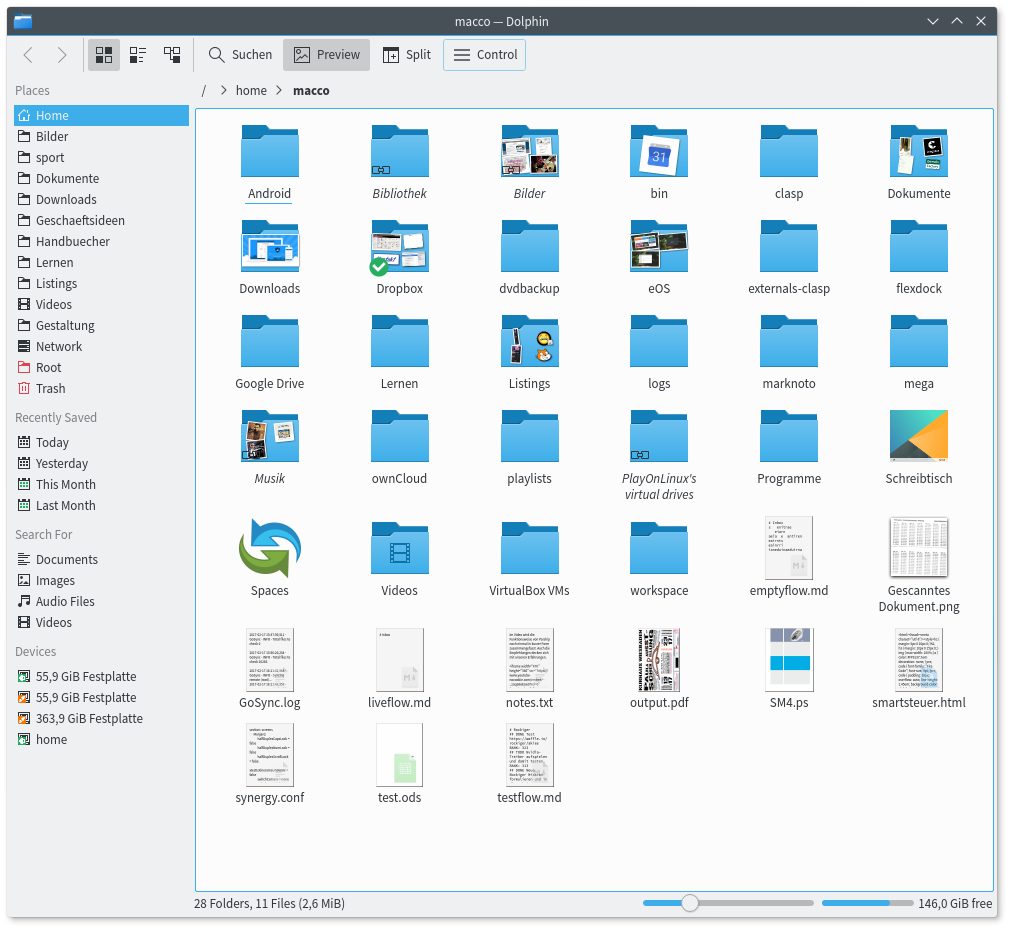 macco — Dolphin
Suchen
Preview
Split
Control
/ > home > macco
Places
Home
Bilder
sport
Dokumente
Downloads
Geschaeftsideen
Handbuecher
Lernen
Listings
Videos
Gestaltung
Network
Root
Trash
Recently Saved
Today
Yesterday
This Month
Last Month
Search For
Documents
Images
Audio Files
Videos
Devices
55,9 GiB Festplatte
55,9 GiB Festplatte
363,9 GiB Festplatte
home
Android
Bibliothek
Bilder
31
bin
clasp
Dokumente
Downloads
Dropbox
dvdbackup
eOS
externals-clasp
flexdock
Google Drive
Lernen
Listings
logs
marknoto
mega
Musik
ownCloud
playlists
PlayOnLinux's
virtual drives
Programme
Schreibtisch
Spaces
Videos
VirtualBox VMs
workspace
emptyflow.md
Gescanntes
Dokument.png
GoSync.log
liveflow.md
notes.txt
output.pdf
SM4.ps
smartsteuer.html
synergy.conf
test.ods
testflow.md
28 Folders, 11 Files (2,6 MiB)
146,0 GiB free